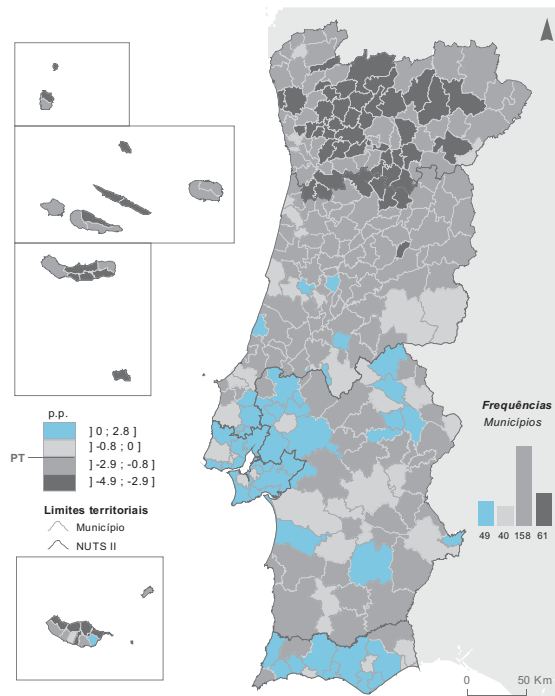 p.p.
] 0 ; 2.8 ]
] -0.8 ; 0 ]
PT
] -2.9 ; -0.8 ]
] -4.9 ; -2.9 ]
Limites territoriais
Município
NUTS II
Frequências
Municípios
49 40 158 61
0 50 Km